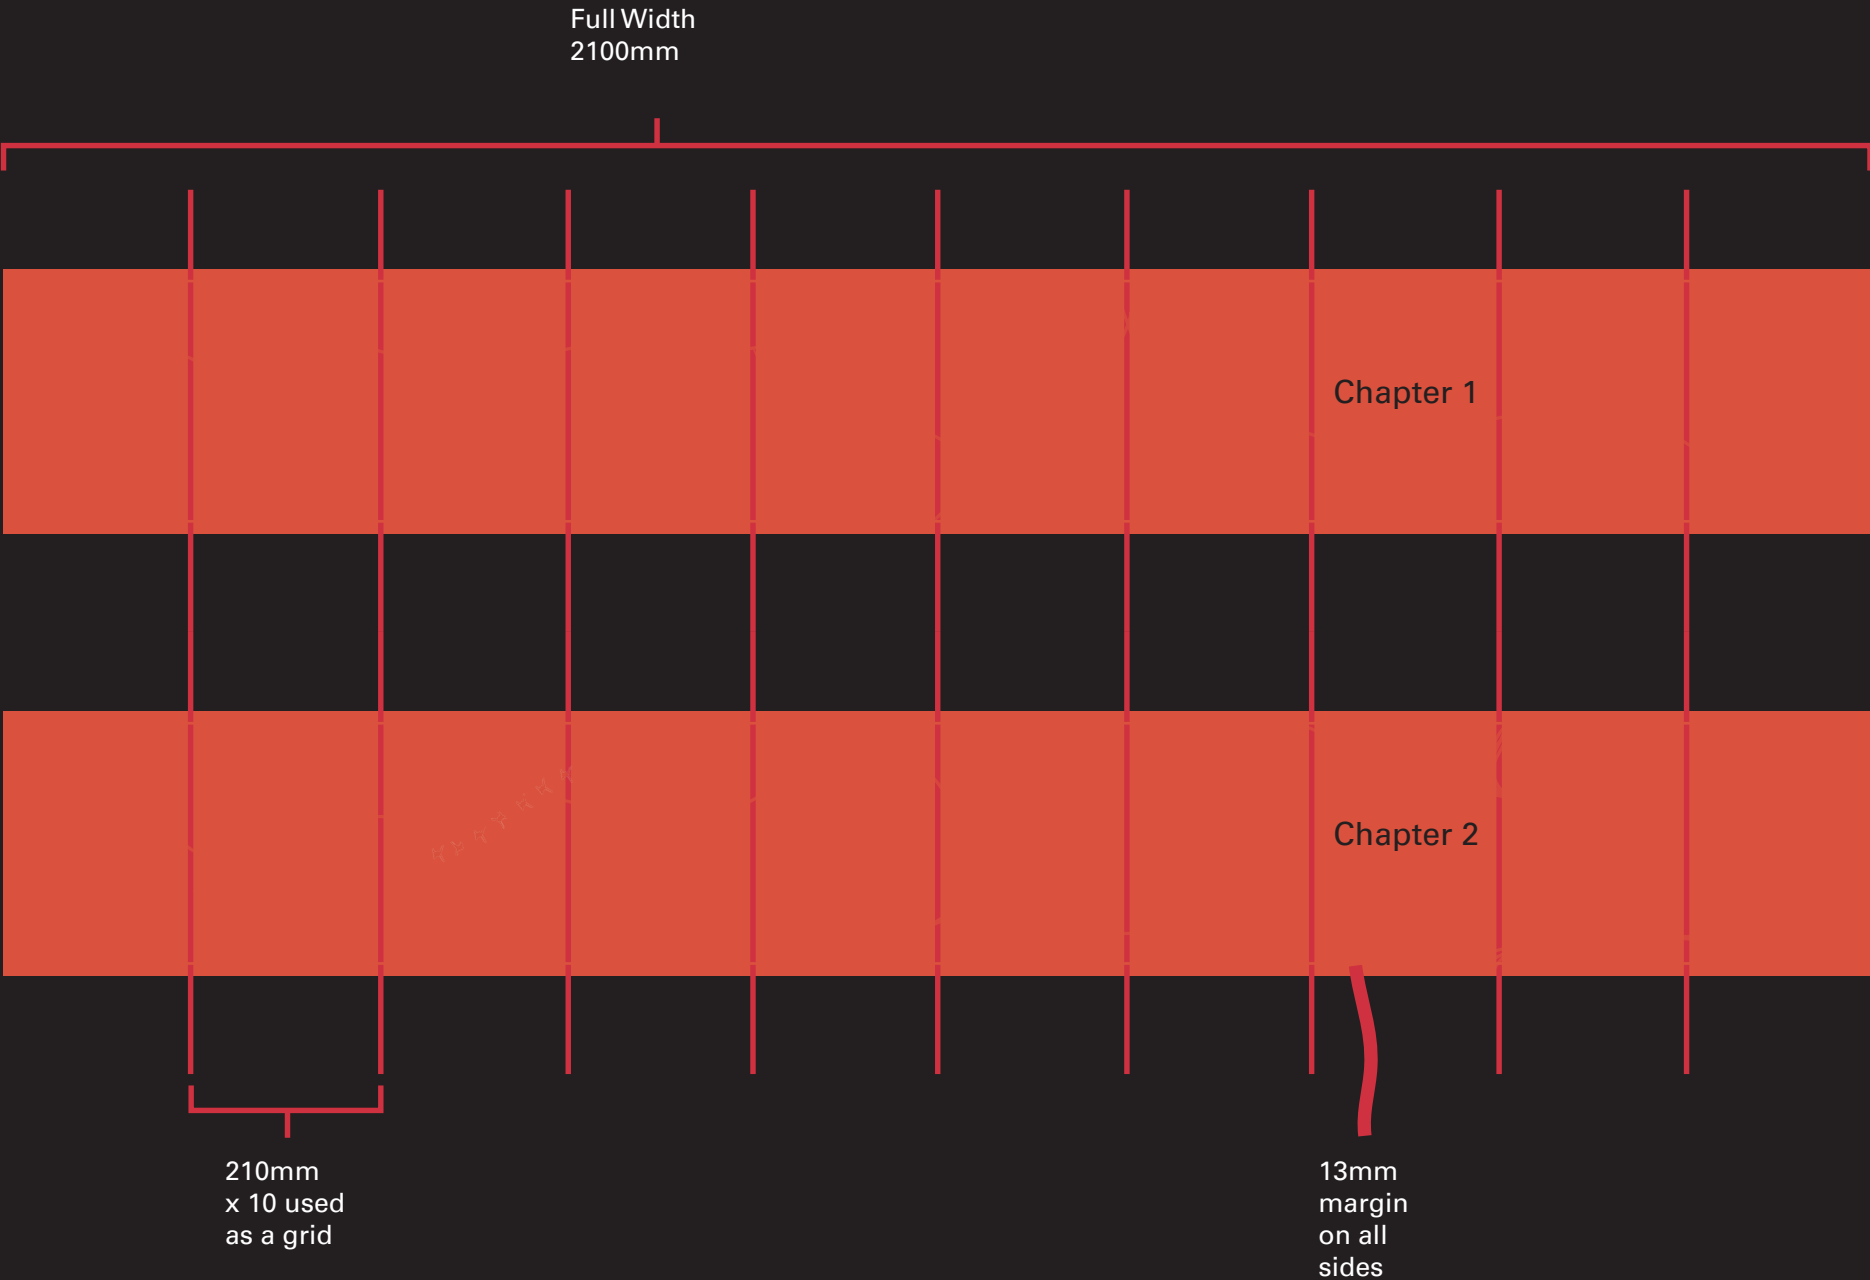 Full Width
2100mm
Chapter 1
Chapter 2
210mm
x 10 used
as a grid
13mm
margin
on all
sides